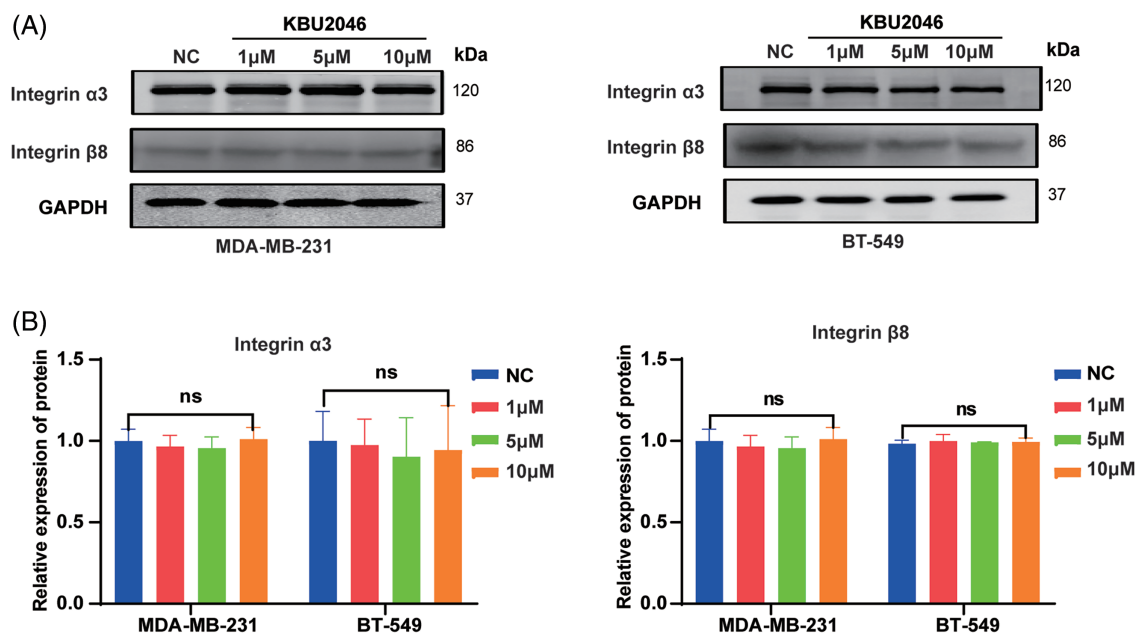 (A)
KBU2046
NC 1μM 5μM 10μM kDa
Integrin α3 120
Integrin β8 86
GAPDH 37
MDA-MB-231
KBU2046
NC 1μM 5μM 10μM kDa
Integrin α3 120
Integrin β8 86
GAPDH 37
BT-549
(B)
Integrin α3
Relative expression of protein
1.5
1.0
0.5
0.0
ns
ns
NC
1μM
5μM
10μM
MDA-MB-231 BT-549
Integrin β8
Relative expression of protein
1.5
1.0
0.5
0.0
ns
ns
NC
1μM
5μM
10μM
MDA-MB-231 BT-549